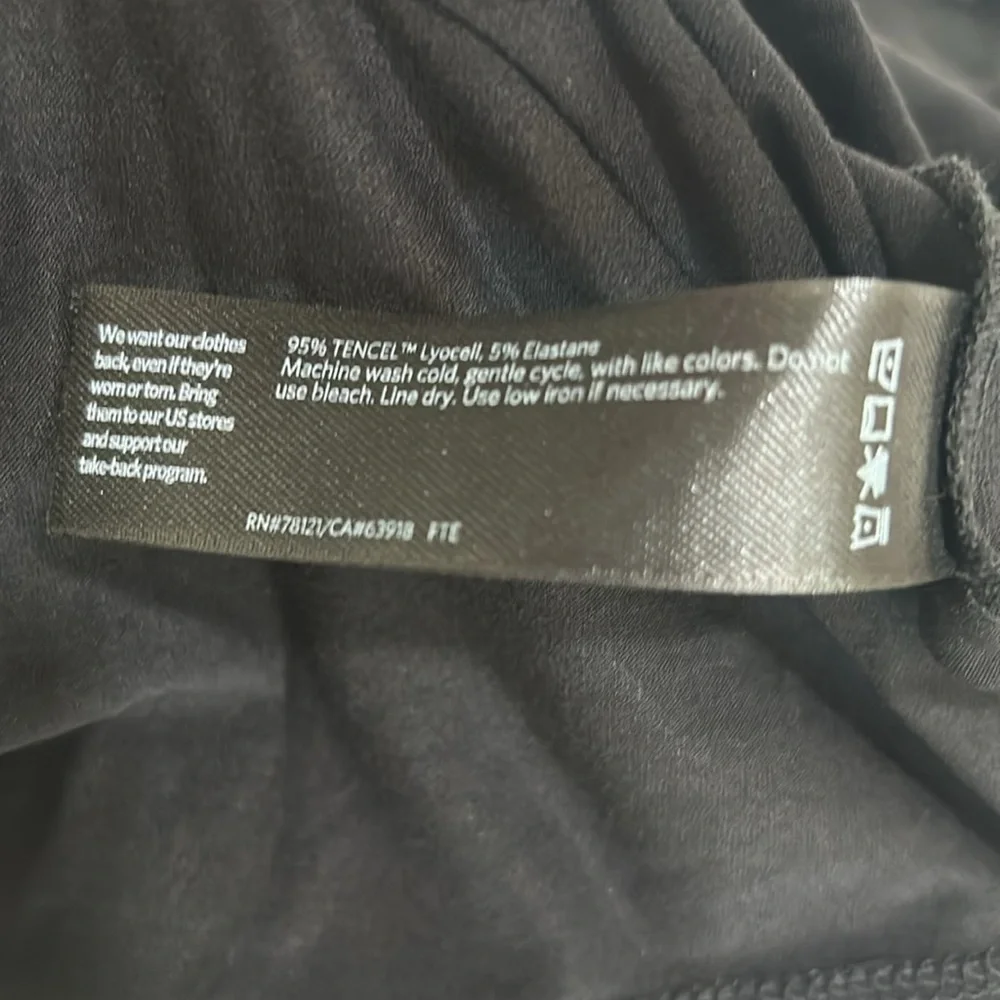 We want our clothes
back, even if they're
worn or torn. Bring
them to our US stores
and support our
take-back program.
95% TENCEL™ Lyocell, 5% Elastane
Machine wash cold, gentle cycle, with like colors. Do not
use bleach. Line dry. Use low iron if necessary.
RN#78121/CA#63918 FTE